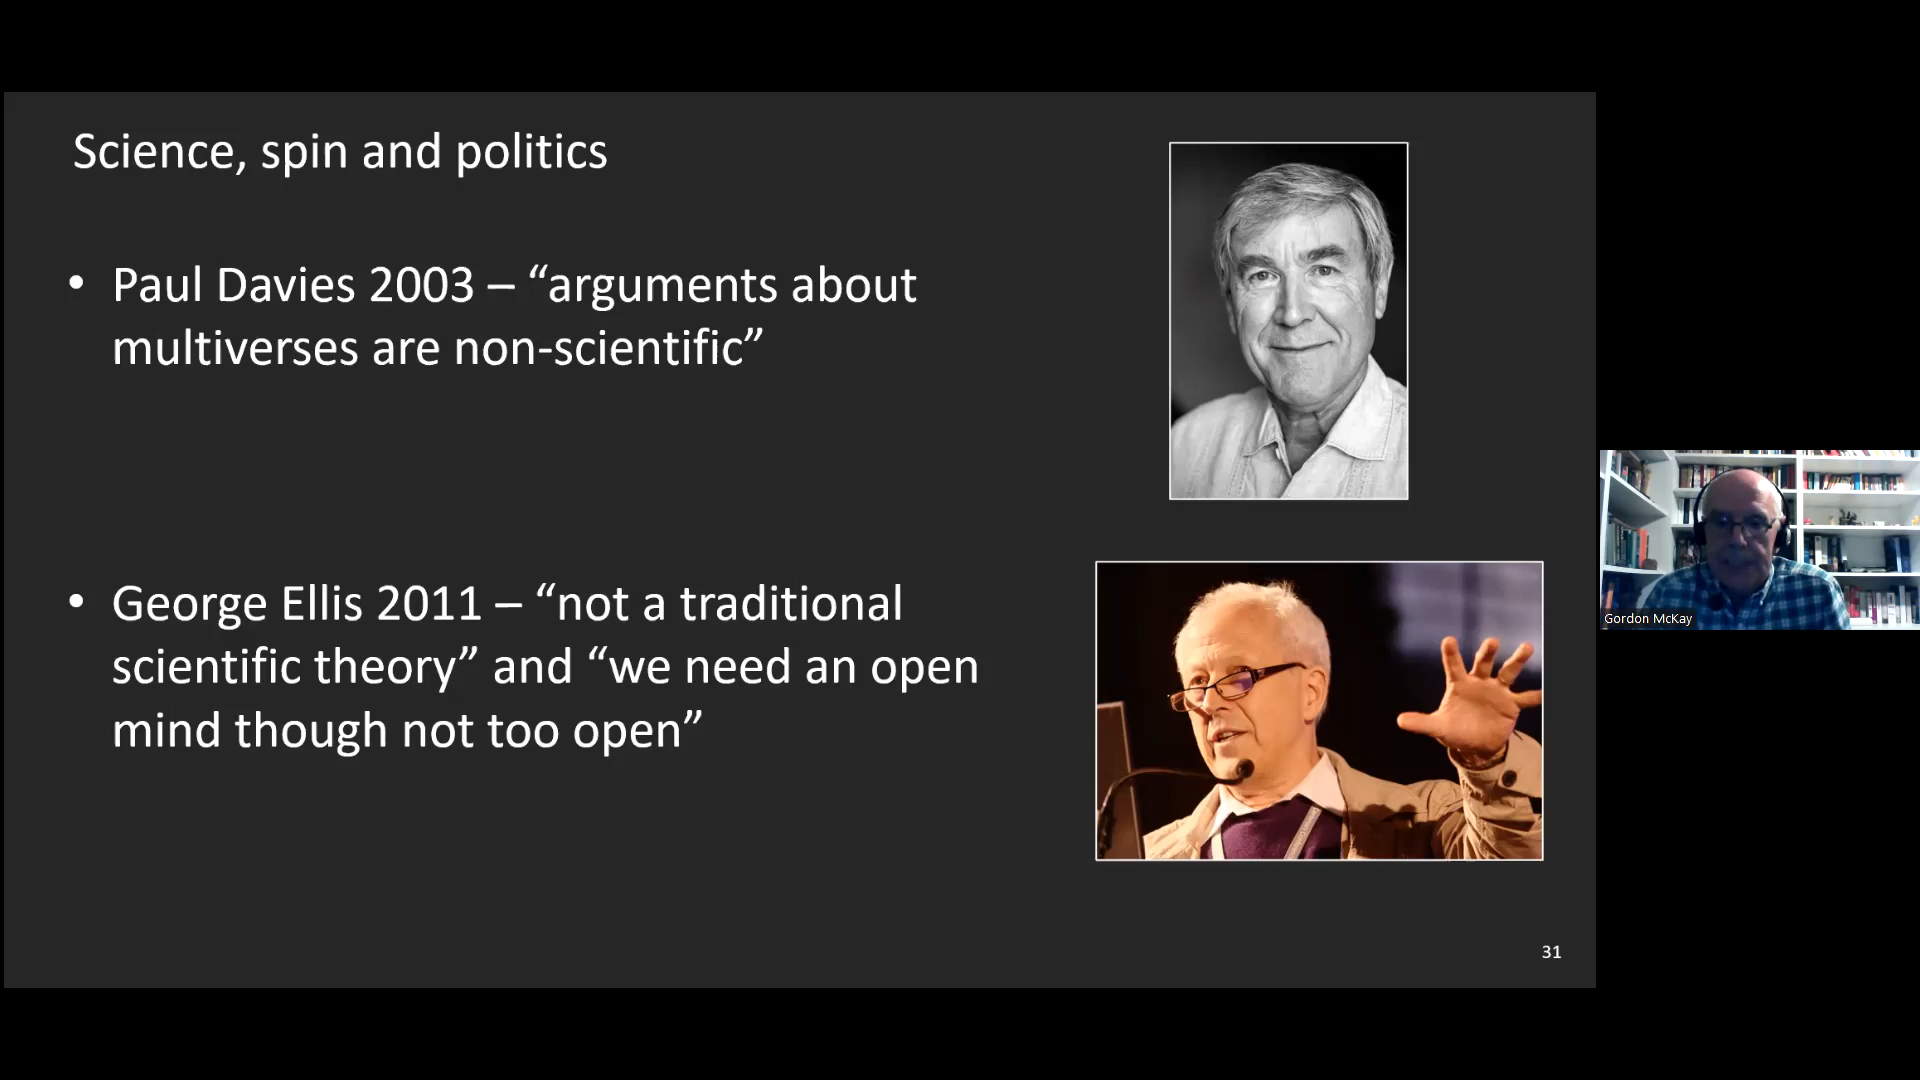 Science, spin and politics
• Paul Davies 2003 – “arguments about
multiverses are non-scientific”
• George Ellis 2011 – “not a traditional
scientific theory” and “we need an open
mind though not too open”
31
Gordon McKay